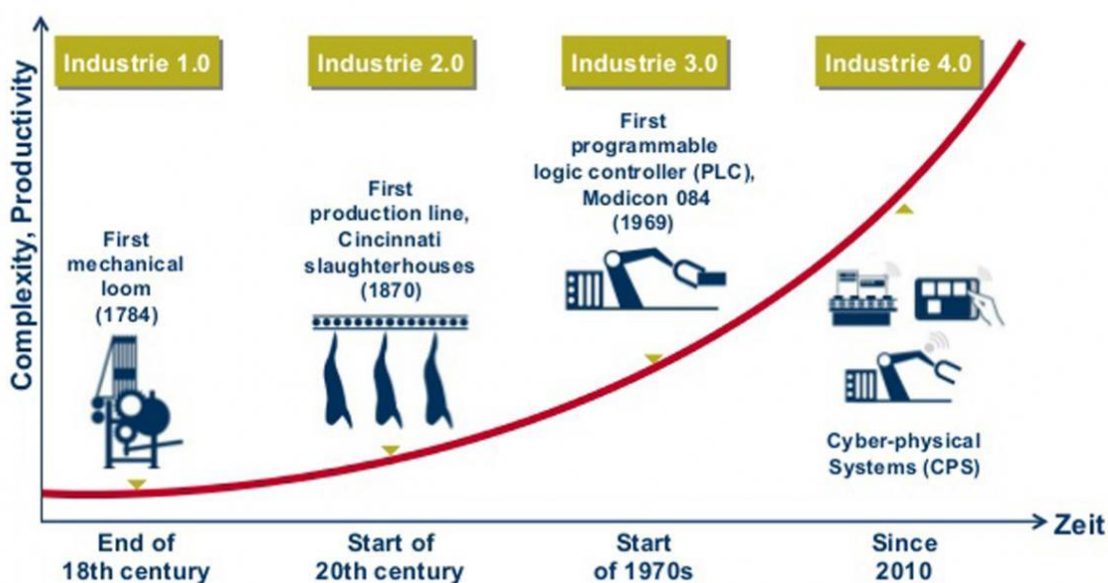 Complexity, Productivity
Industrie 1.0
Industrie 2.0
Industrie 3.0
Industrie 4.0
First
mechanical
loom
(1784)
First
production line,
Cincinnati
slaughterhouses
(1870)
First
programmable
logic controller (PLC),
Modicon 084
(1969)
Cyber-physical
Systems (CPS)
Zeit
End of
18th century
Start of
20th century
Start
of 1970s
Since
2010